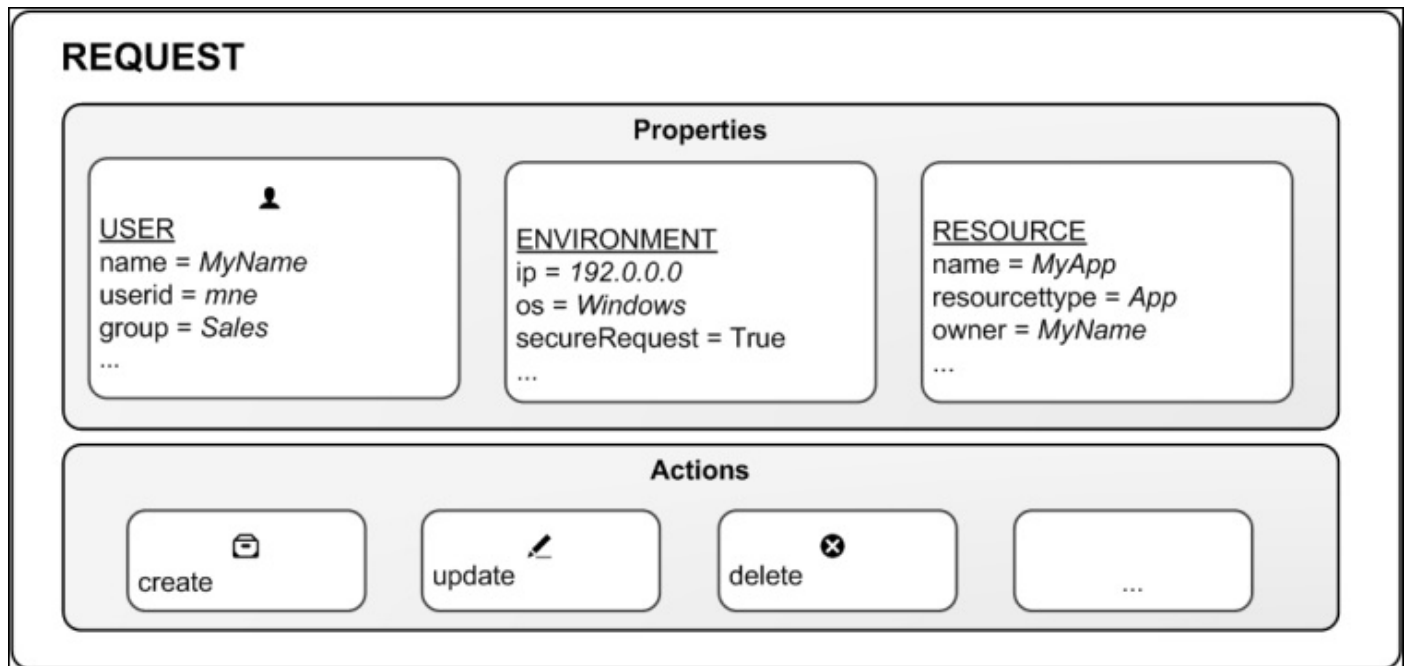 REQUEST
Properties
USER
name = MyName
userid = mne
group = Sales
...
ENVIRONMENT
ip = 192.0.0.0
os = Windows
secureRequest = True
...
RESOURCE
name = MyApp
resourcettype = App
owner = MyName
...
Actions
create
update
delete
...